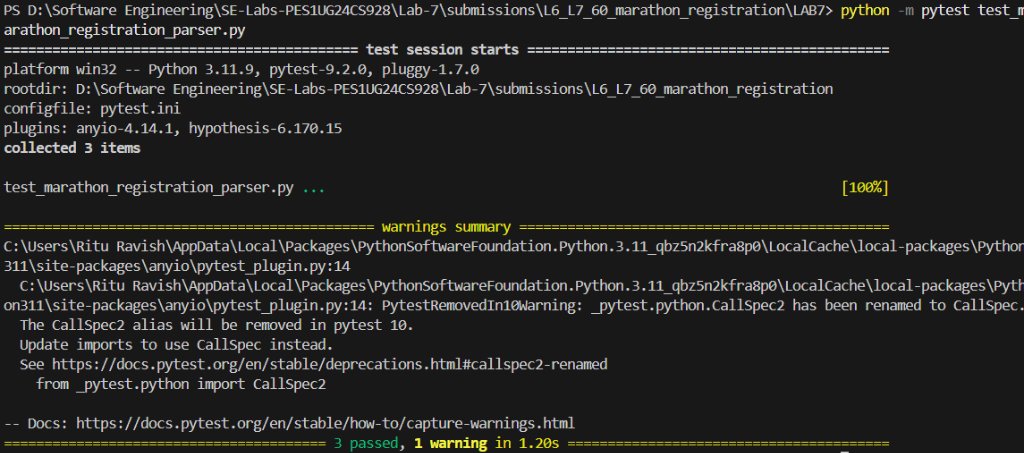 PS D:\Software Engineering\SE-Labs-PES1UG24CS928\Lab-7\submissions\L6_L7_60_marathon_registration\LAB7> python -m pytest test_m
arathon_registration_parser.py
============================================ test session starts =============================================
platform win32 -- Python 3.11.9, pytest-9.2.0, pluggy-1.7.0
rootdir: D:\Software Engineering\SE-Labs-PES1UG24CS928\Lab-7\submissions\L6_L7_60_marathon_registration
configfile: pytest.ini
plugins: anyio-4.14.1, hypothesis-6.170.15
collected 3 items
test_marathon_registration_parser.py ... [100%]
============================================== warnings summary ==============================================
C:\Users\Ritu Ravish\AppData\Local\Packages\PythonSoftwareFoundation.Python.3.11_qbz5n2kfra8p0\LocalCache\local-packages\Python
311\site-packages\anyio\pytest_plugin.py:14
C:\Users\Ritu Ravish\AppData\Local\Packages\PythonSoftwareFoundation.Python.3.11_qbz5n2kfra8p0\LocalCache\local-packages\Pyth
on311\site-packages\anyio\pytest_plugin.py:14: PytestRemovedIn10Warning: _pytest.python.CallSpec2 has been renamed to CallSpec.
The CallSpec2 alias will be removed in pytest 10.
Update imports to use CallSpec instead.
See https://docs.pytest.org/en/stable/deprecations.html#callspec2-renamed
from _pytest.python import CallSpec2
-- Docs: https://docs.pytest.org/en/stable/how-to/capture-warnings.html
======================================== 3 passed, 1 warning in 1.20s ========================================